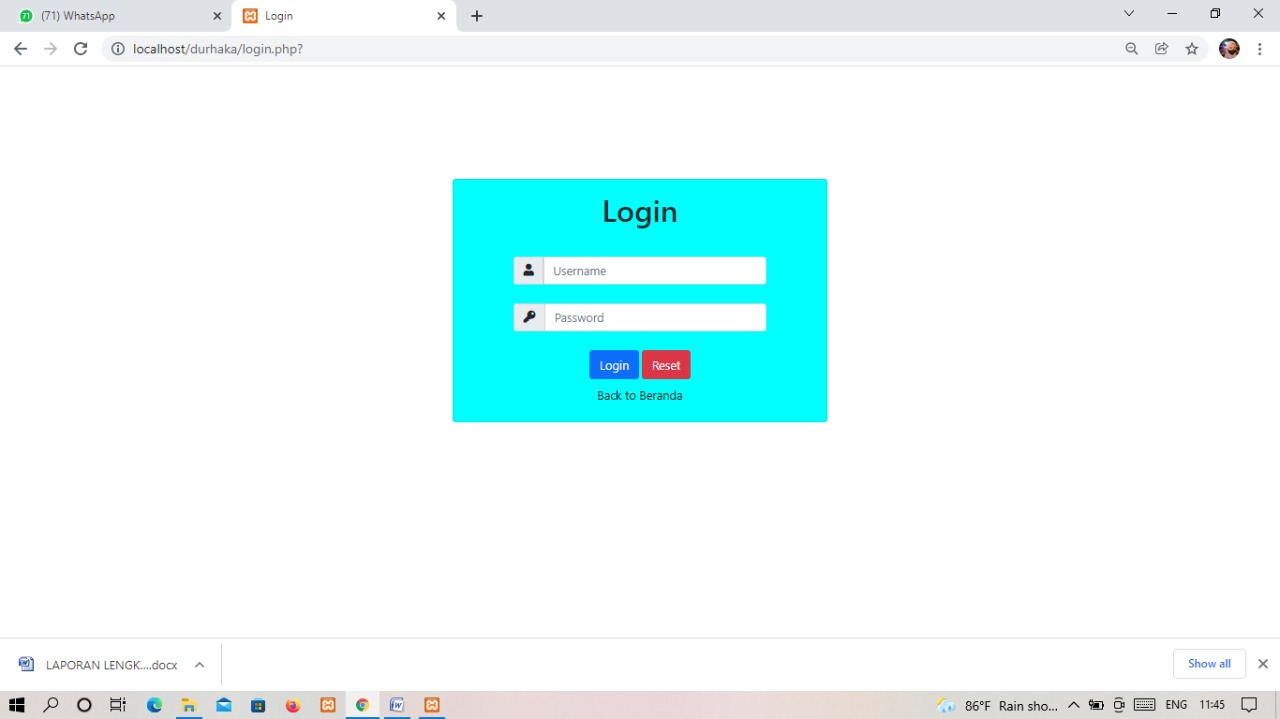 (71) WhatsApp
Login
localhost/durhaka/login.php?
Login
Username
Password
Login Reset
Back to Beranda
LAPORAN LENGK....docx
Show all
86°F Rain sho... ENG 11:45